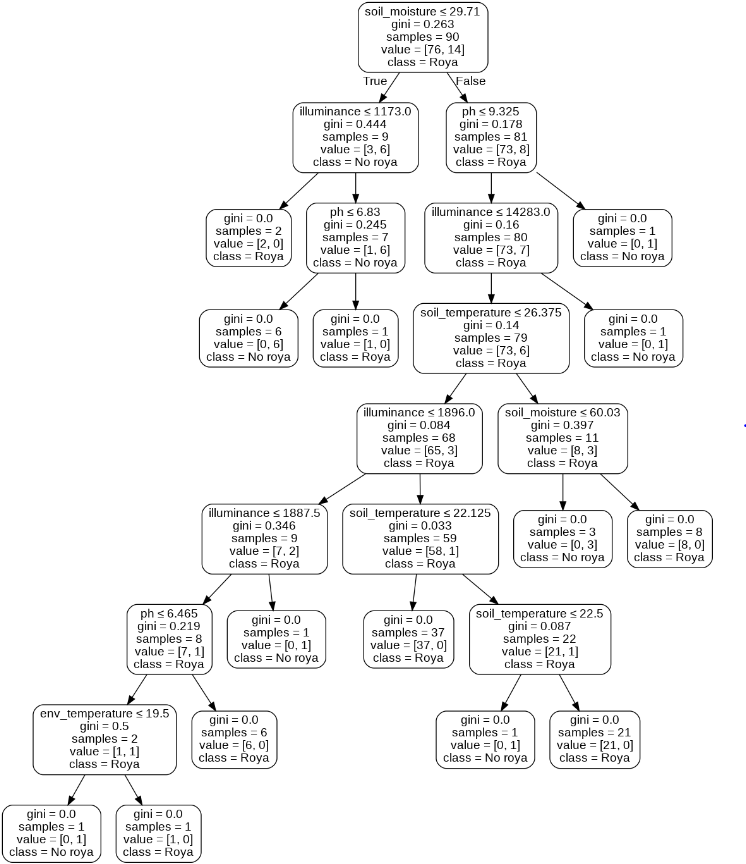 soil_moisture ≤ 29.71
gini = 0.263
samples = 90
value = [76, 14]
class = Roya
True
False
illuminance ≤ 1173.0
gini = 0.444
samples = 9
value = [3, 6]
class = No roya
ph ≤ 9.325
gini = 0.178
samples = 81
value = [73, 8]
class = Roya
gini = 0.0
samples = 2
value = [2, 0]
class = Roya
ph ≤ 6.83
gini = 0.245
samples = 7
value = [1, 6]
class = No roya
illuminance ≤ 14283.0
gini = 0.16
samples = 80
value = [73, 7]
class = Roya
gini = 0.0
samples = 1
value = [0, 1]
class = No roya
gini = 0.0
samples = 6
value = [0, 6]
class = No roya
gini = 0.0
samples = 1
value = [1, 0]
class = Roya
soil_temperature ≤ 26.375
gini = 0.14
samples = 79
value = [73, 6]
class = Roya
gini = 0.0
samples = 1
value = [0, 1]
class = No roya
illuminance ≤ 1896.0
gini = 0.084
samples = 68
value = [65, 3]
class = Roya
soil_moisture ≤ 60.03
gini = 0.397
samples = 11
value = [8, 3]
class = Roya
illuminance ≤ 1887.5
gini = 0.346
samples = 9
value = [7, 2]
class = Roya
soil_temperature ≤ 22.125
gini = 0.033
samples = 59
value = [58, 1]
class = Roya
gini = 0.0
samples = 3
value = [0, 3]
class = No roya
gini = 0.0
samples = 8
value = [8, 0]
class = Roya
ph ≤ 6.465
gini = 0.219
samples = 8
value = [7, 1]
class = Roya
gini = 0.0
samples = 1
value = [0, 1]
class = No roya
gini = 0.0
samples = 37
value = [37, 0]
class = Roya
soil_temperature ≤ 22.5
gini = 0.087
samples = 22
value = [21, 1]
class = Roya
env_temperature ≤ 19.5
gini = 0.5
samples = 2
value = [1, 1]
class = Roya
gini = 0.0
samples = 6
value = [6, 0]
class = Roya
gini = 0.0
samples = 1
value = [0, 1]
class = No roya
gini = 0.0
samples = 21
value = [21, 0]
class = Roya
gini = 0.0
samples = 1
value = [0, 1]
class = No roya
gini = 0.0
samples = 1
value = [1, 0]
class = Roya